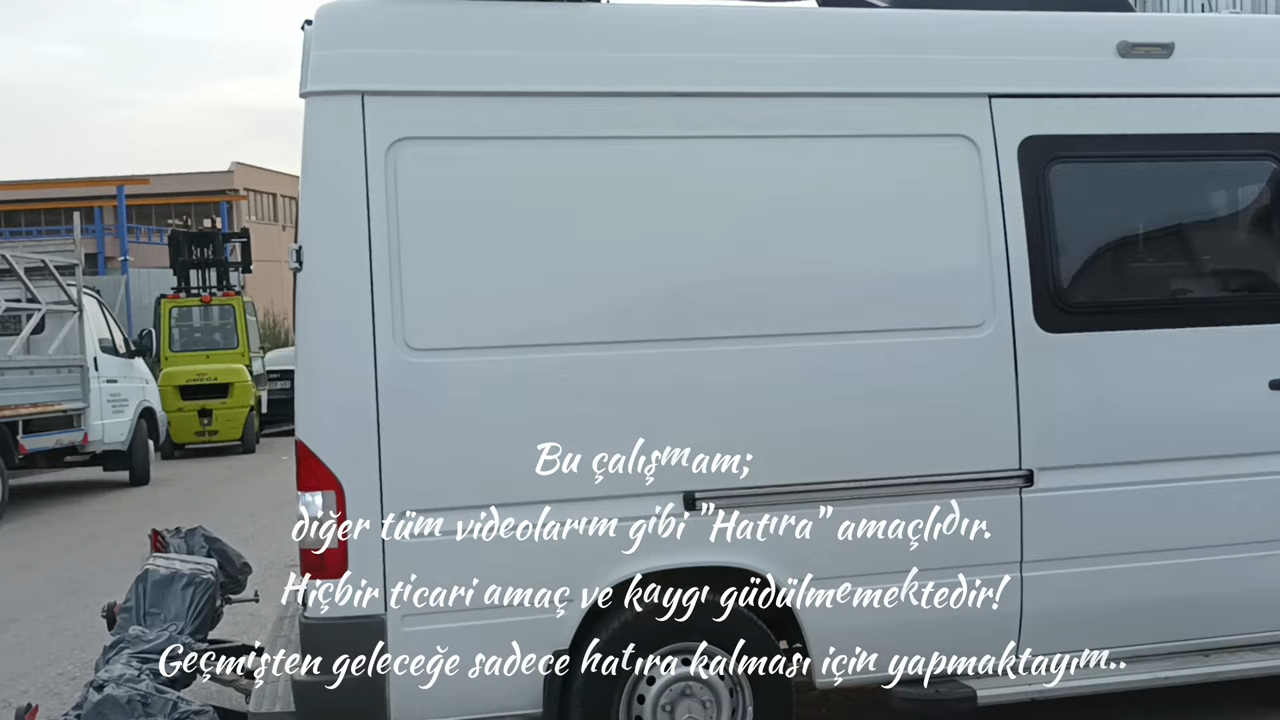 OMEGA
Bu çalışmam;
diğer tüm videolarım gibi "Hatıra" amaçlıdır.
Hiçbir ticari amaç ve kaygı güdülmemektedir!
Geçmişten geleceğe sadece hatıra kalması için yapmaktayım..